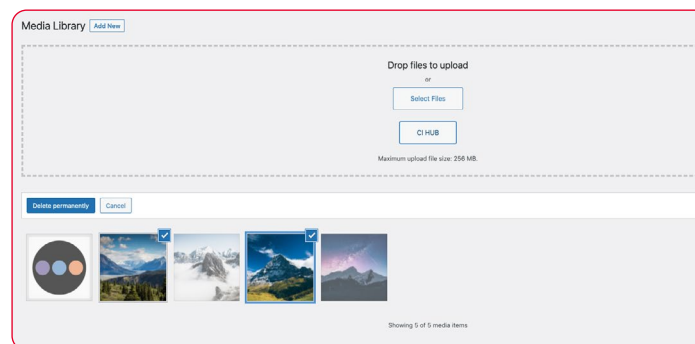 Media Library Add New
Drop files to upload
or
Select Files
CI HUB
Maximum upload file size: 256 MB.
Delete permanently Cancel
Showing 5 of 5 media items